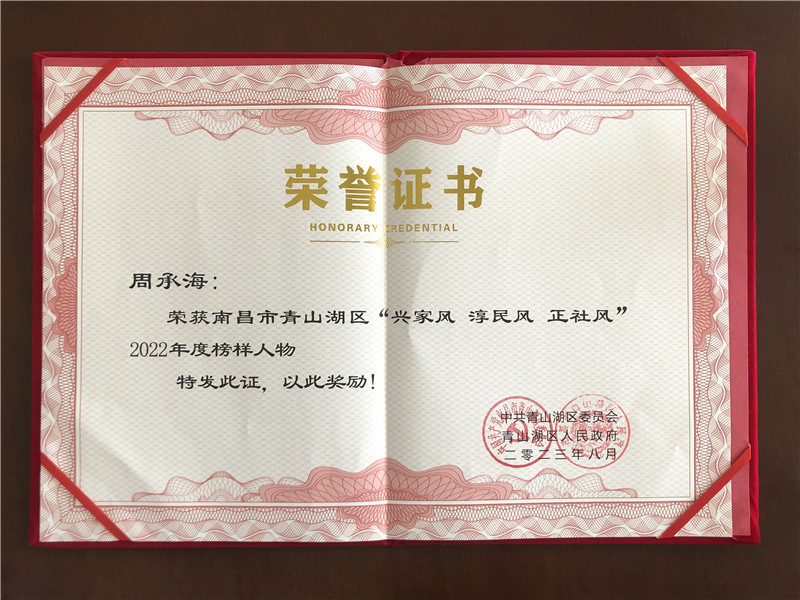 荣誉证书
HONORARY CREDENTIAL
周承海：
荣获南昌市青山湖区“兴家风 淳民风 正社风”
2022年度榜样人物
特发此证，以此奖励！
中共青山湖区委员会
青山湖区人民政府
二零二三年八月